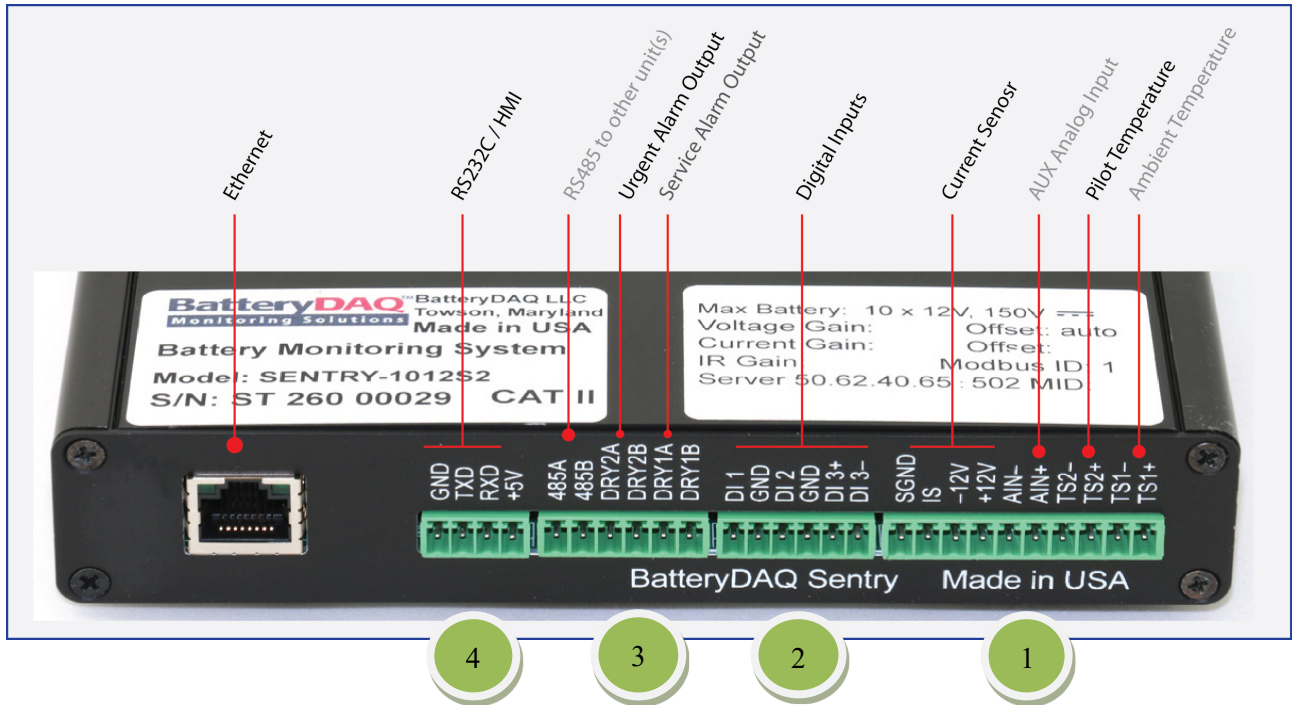 Ethernet
RS232C / HMI
RS485 to other unit(s)
Urgent Alarm Output
Service Alarm Output
Digital Inputs
Current Senosr
AUX Analog Input
Pilot Temperature
Ambient Temperature
BatteryDAQ™ BatteryDAQ LLC
Monitoring Solutions Towson, Maryland
Made in USA
Battery Monitoring System
Model: SENTRY-1012S2
S/N: ST 260 00029 CAT II
Max Battery: 10 x 12V, 150V
Voltage Gain: Offset: auto
Current Gain: Offset:
IR Gain Modbus ID: 1
Server 50.62.40.65 : 502 MID:
GND
TXD
RXD
+5V
485A
485B
DRY2A
DRY2B
DRY1A
DRY1B
DI 1
GND
DI 2
GND
DI 3+
DI 3–
SGND
IS
–12V
+12V
AIN–
AIN+
TS2–
TS2+
TS1–
TS1+
BatteryDAQ Sentry Made in USA
4 3 2 1